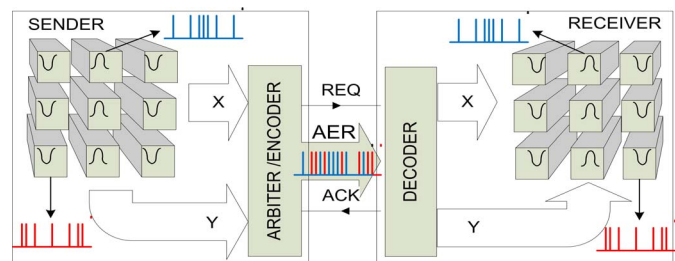 SENDER
RECEIVER
X
REQ
X
AER
ARBITER /ENCODER
DECODER
ACK
Y
Y